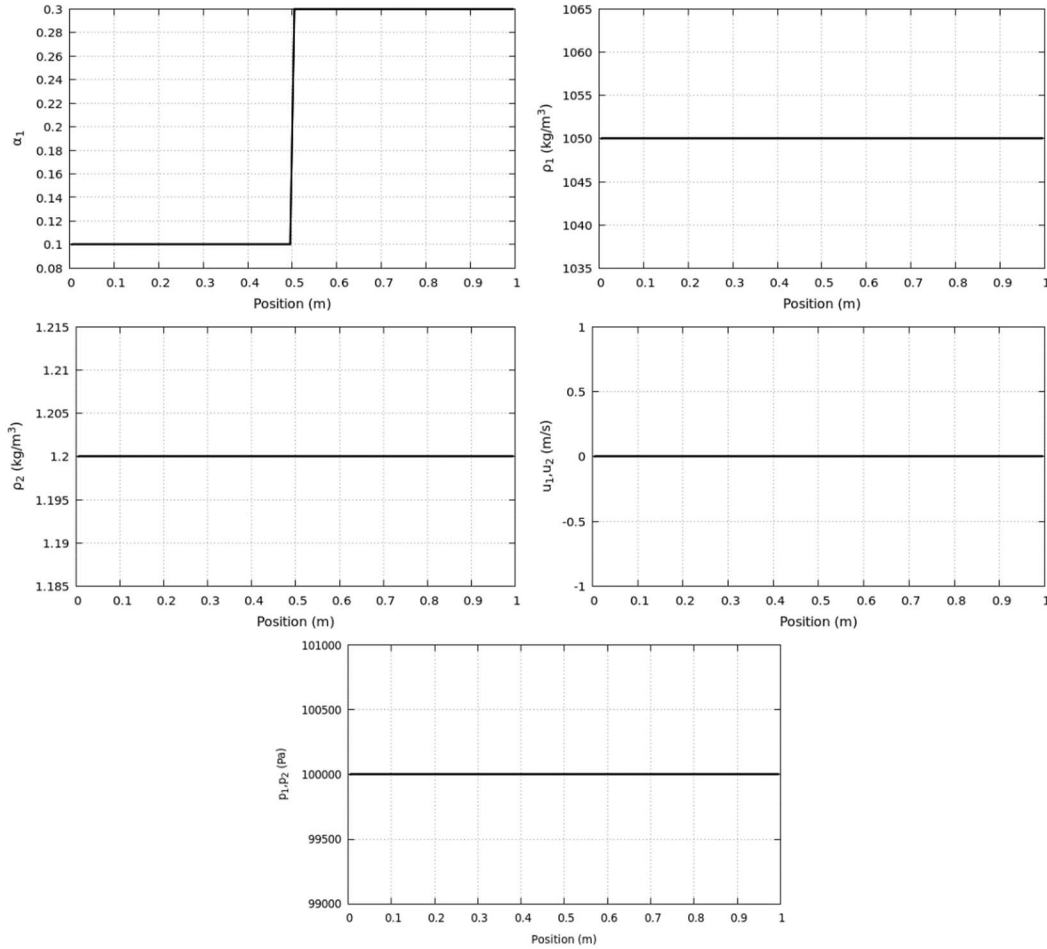 0.3
0.28
0.26
0.24
0.22
0.2
0.18
0.16
0.14
0.12
0.1
0.08
α1
0 0.1 0.2 0.3 0.4 0.5 0.6 0.7 0.8 0.9 1
Position (m)
1065
1060
1055
1050
1045
1040
1035
ρ1 (kg/m3)
0 0.1 0.2 0.3 0.4 0.5 0.6 0.7 0.8 0.9 1
Position (m)
1.215
1.21
1.205
1.2
1.195
1.19
1.185
ρ2 (kg/m3)
0 0.1 0.2 0.3 0.4 0.5 0.6 0.7 0.8 0.9 1
Position (m)
1
0.5
0
-0.5
-1
u1,u2 (m/s)
0 0.1 0.2 0.3 0.4 0.5 0.6 0.7 0.8 0.9 1
Position (m)
101000
100500
100000
99500
99000
p1,p2 (Pa)
0 0.1 0.2 0.3 0.4 0.5 0.6 0.7 0.8 0.9 1
Position (m)